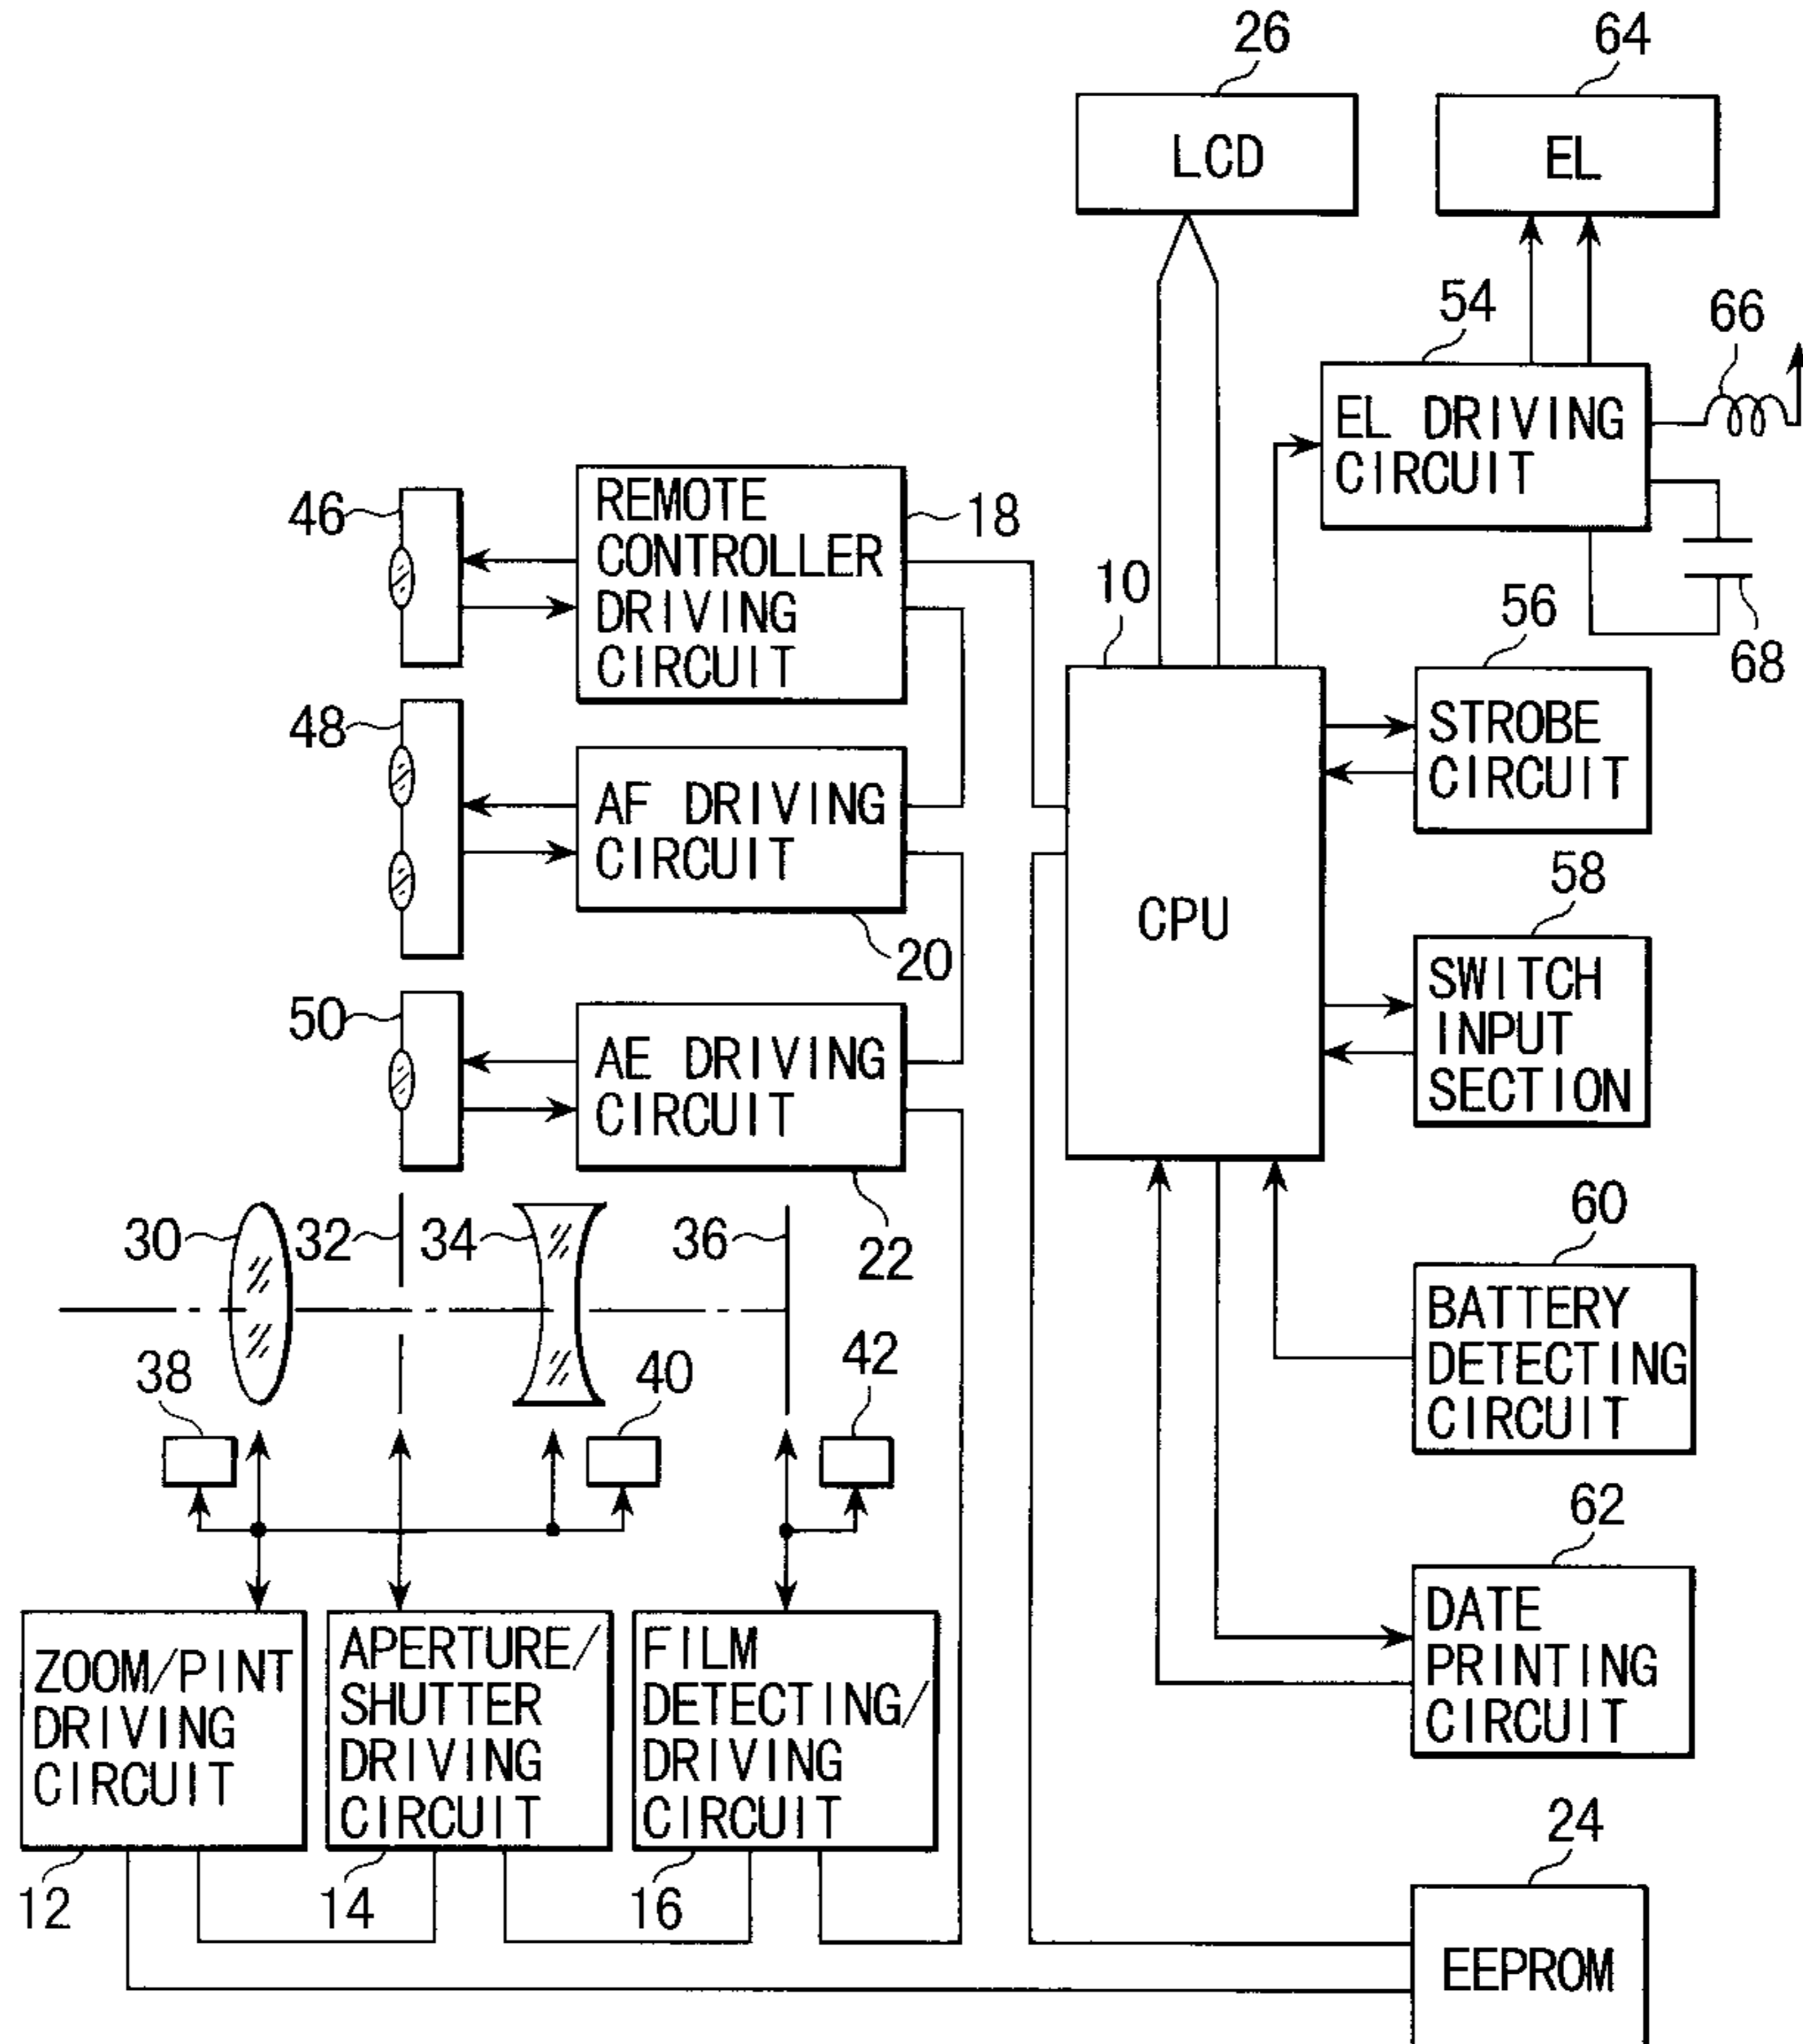 26
64
LCD
EL
54
66
EL DRIVING
CIRCUIT
68
46
REMOTE
CONTROLLER
DRIVING
CIRCUIT
18
10
56
STROBE
CIRCUIT
48
AF DRIVING
CIRCUIT
20
CPU
58
SWITCH
INPUT
SECTION
50
AE DRIVING
CIRCUIT
22
30
32
34
36
60
BATTERY
DETECTING
CIRCUIT
38
40
42
62
DATE
PRINTING
CIRCUIT
ZOOM/PINT
DRIVING
CIRCUIT
12
APERTURE/
SHUTTER
DRIVING
CIRCUIT
14
FILM
DETECTING/
DRIVING
CIRCUIT
16
24
EEPROM